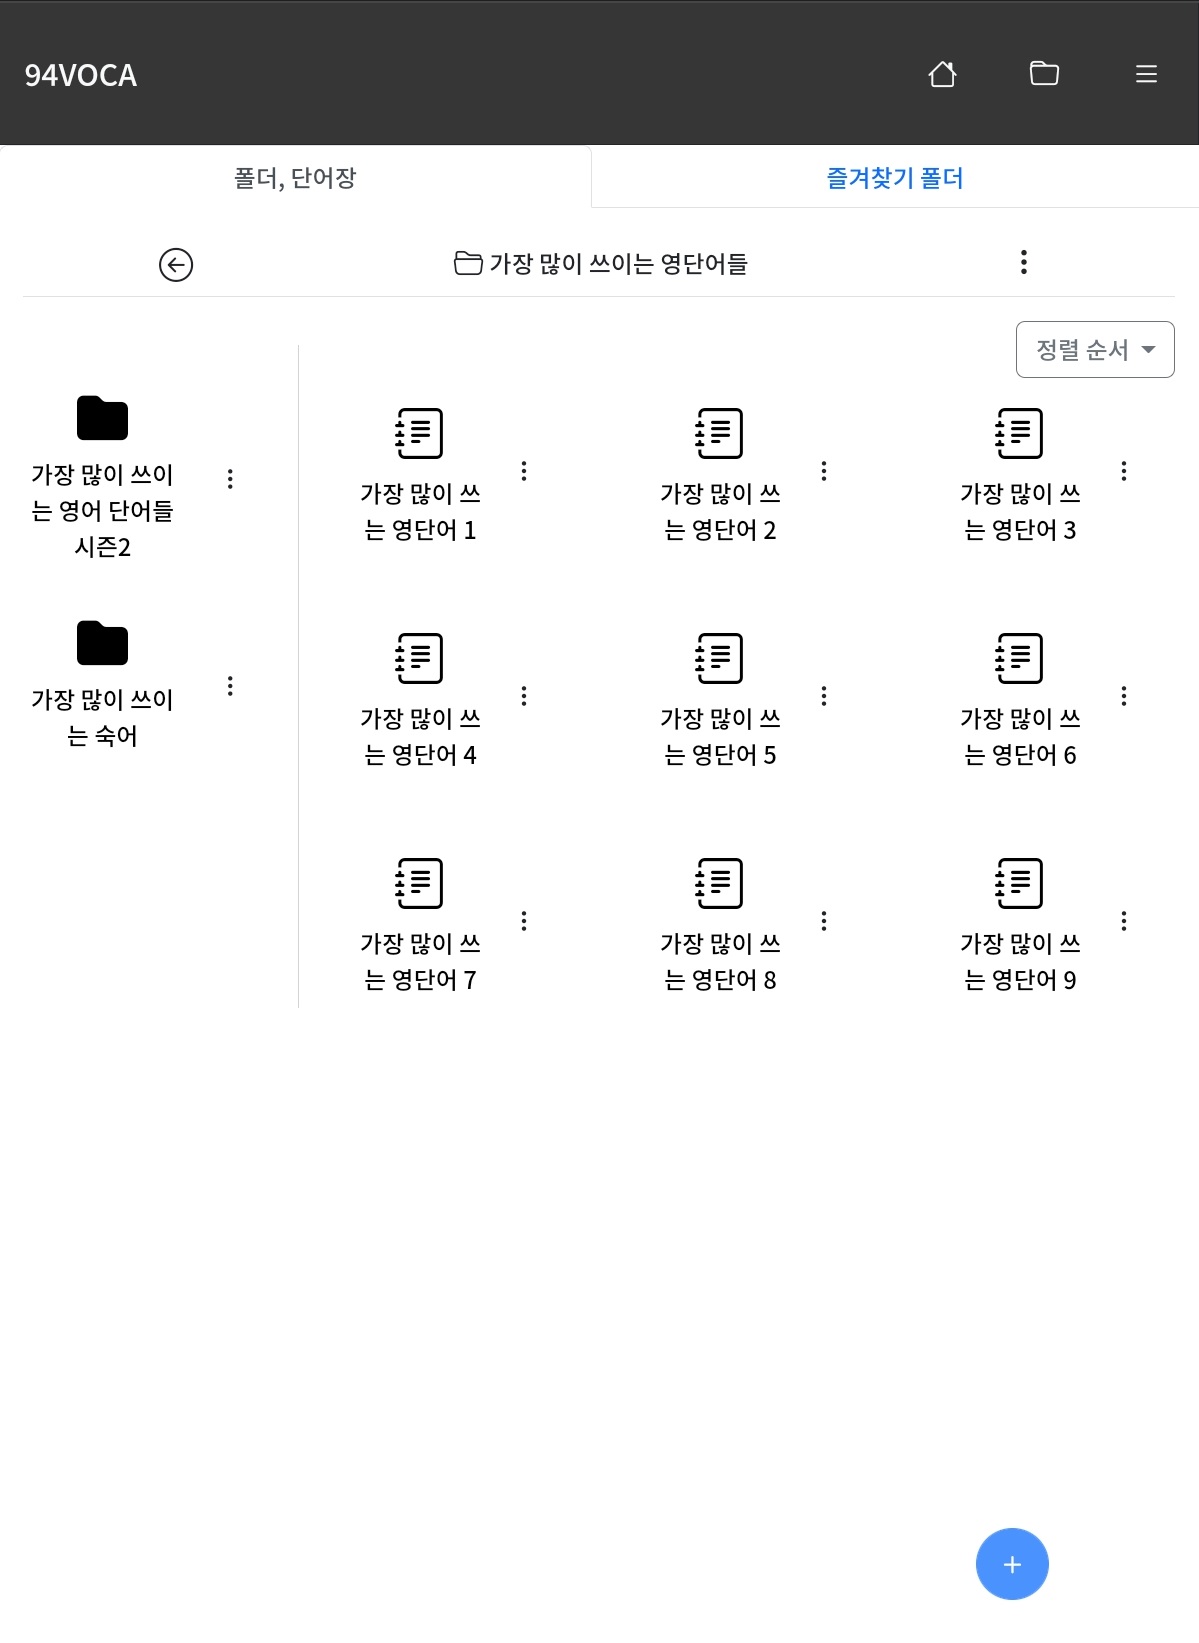 94VOCA
폴더, 단어장
즐겨찾기 폴더
가장 많이 쓰이는 영단어들
정렬 순서
가장 많이 쓰이
는 영어 단어들
시즌2
가장 많이 쓰이
는 숙어
가장 많이 쓰
는 영단어 1
가장 많이 쓰
는 영단어 2
가장 많이 쓰
는 영단어 3
가장 많이 쓰
는 영단어 4
가장 많이 쓰
는 영단어 5
가장 많이 쓰
는 영단어 6
가장 많이 쓰
는 영단어 7
가장 많이 쓰
는 영단어 8
가장 많이 쓰
는 영단어 9
+